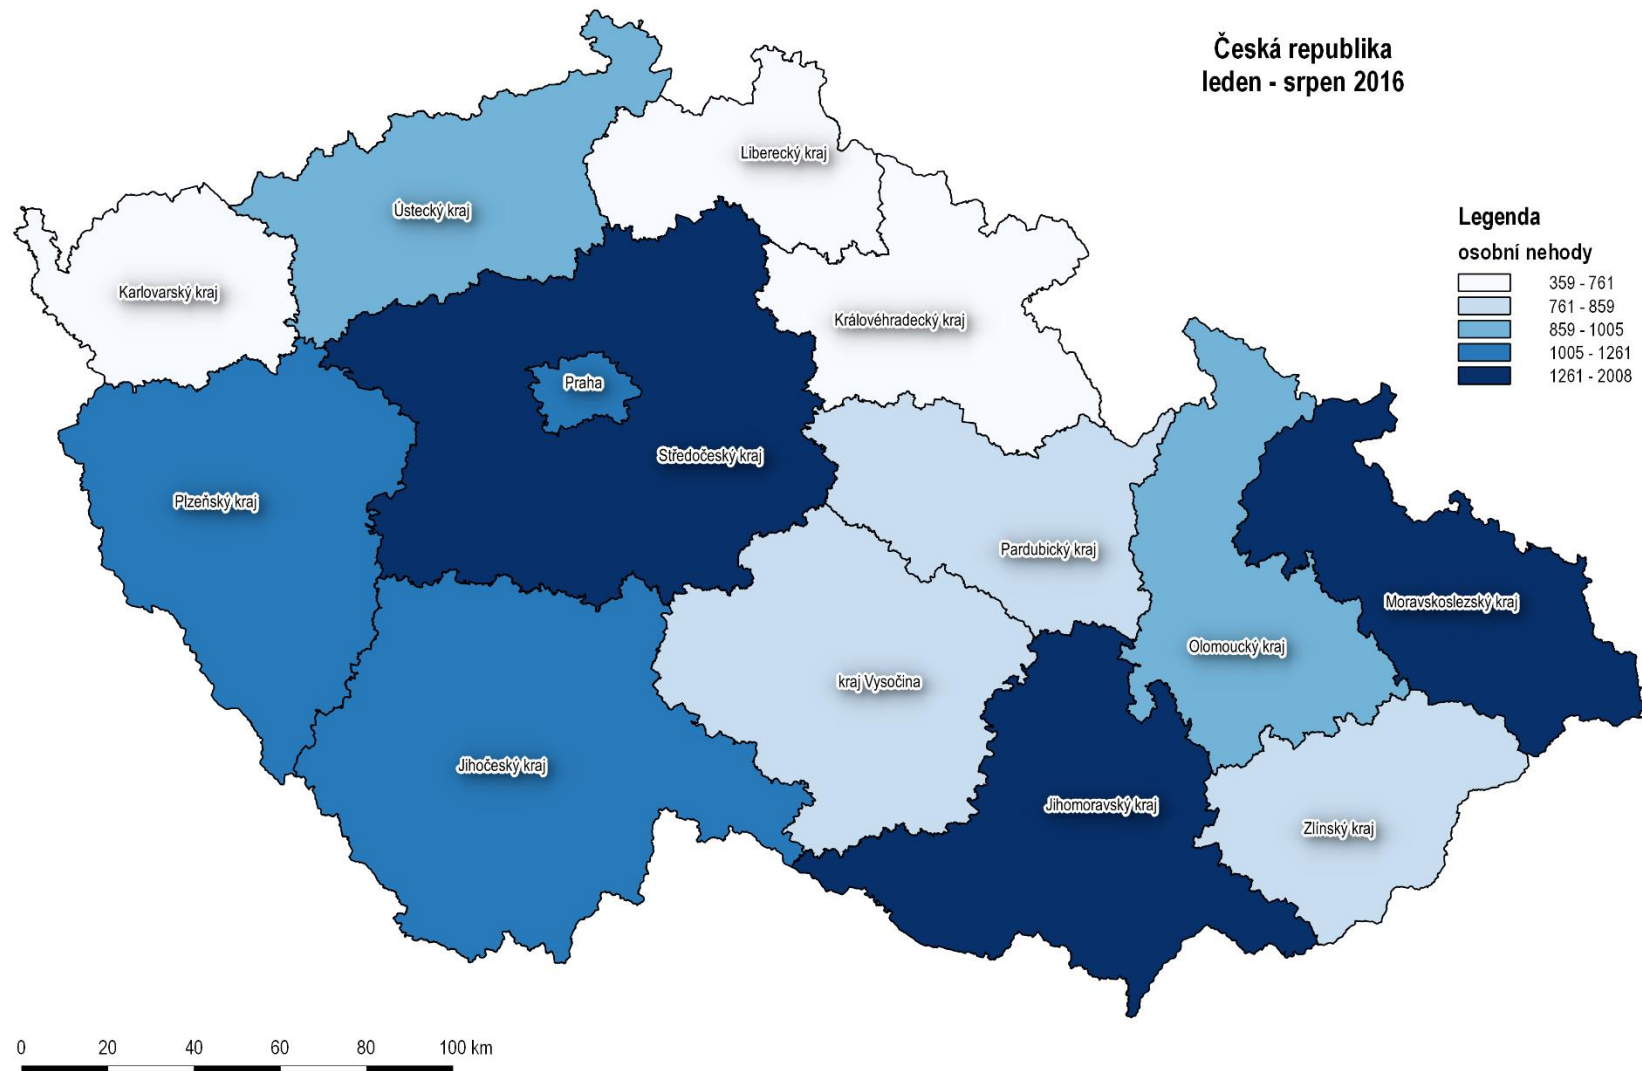 Česká republika
leden - srpen 2016
Liberecký kraj
Ústecký kraj
Legenda
osobní nehody
359 - 761
761 - 859
859 - 1005
1005 - 1261
1261 - 2008
Karlovarský kraj
Královéhradecký kraj
Praha
Středočeský kraj
Plzeňský kraj
Pardubický kraj
Moravskoslezský kraj
Olomoucký kraj
kraj Vysočina
Jihočeský kraj
Jihomoravský kraj
Zlínský kraj
0 20 40 60 80 100 km